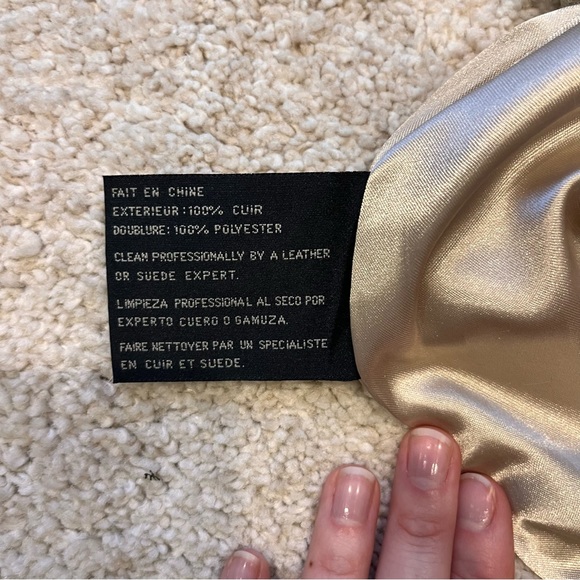 FAIT EN CHINE
EXTERIEUR:100% CUIR
DOUBLURE: 100% POLYESTER
CLEAN PROFESSIONALLY BY A LEATHER
OR SUEDE EXPERT.
LIMPIEZA PROFESSIONAL AL SECO POR
EXPERTO CUERO O GAMUZA.
FAIRE NETTOYER PAR UN SPECIALISTE
EN CUIR ET SUEDE.